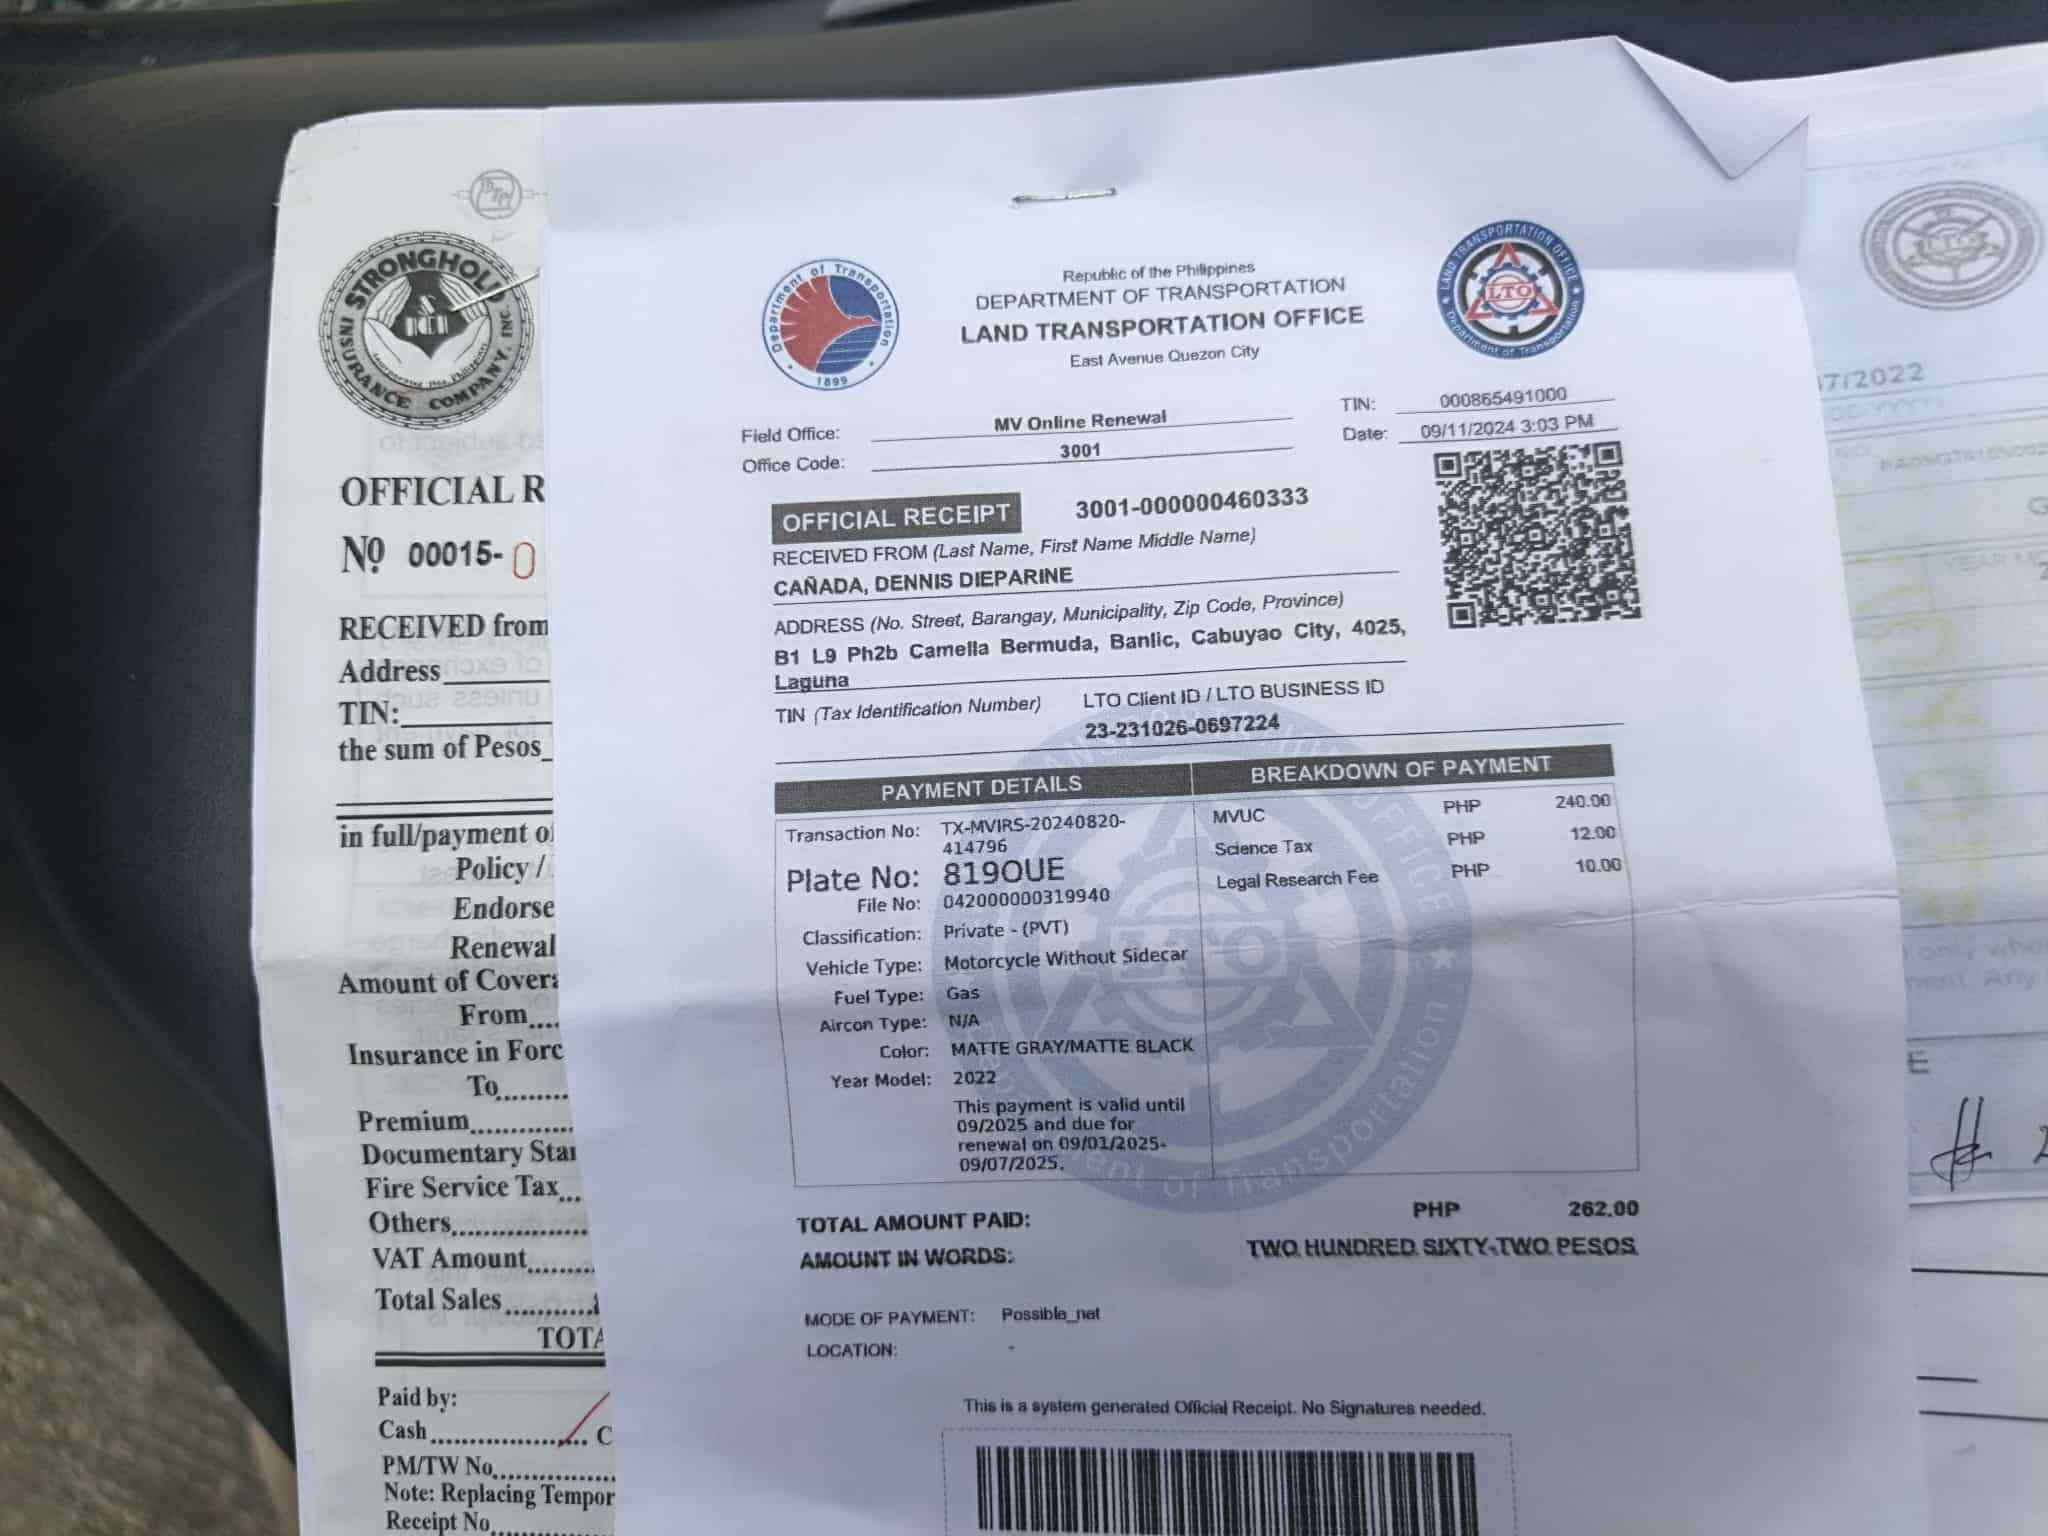 STRONGHOLD
INSURANCE COMPANY, INC.
OFFICIAL R
Nº 00015-0
RECEIVED from
Address
TIN:
the sum of Pesos
in full/payment of
Policy /
Endorse
Renewal
Amount of Covera
From....
Insurance in Forc
To.........
Premium
Documentary Star
Fire Service Tax...
Others
VAT Amount
Total Sales
TOTA
Paid by:
Cash C
PM/TW No.
Note: Replacing Tempor
Receipt No
Department of Transportation
1899
Republic of the Philippines
DEPARTMENT OF TRANSPORTATION
LAND TRANSPORTATION OFFICE
East Avenue Quezon City
LAND TRANSPORTATION OFFICE
LTO
Department of Transportation
Field Office: MV Online Renewal
Office Code: 3001
TIN: 000865491000
Date: 09/11/2024 3:03 PM
OFFICIAL RECEIPT 3001-000000460333
RECEIVED FROM (Last Name, First Name Middle Name)
CAÑADA, DENNIS DIEPARINE
ADDRESS (No. Street, Barangay, Municipality, Zip Code, Province)
B1 L9 Ph2b Camella Bermuda, Banlic, Cabuyao City, 4025,
Laguna
TIN (Tax Identification Number) LTO Client ID / LTO BUSINESS ID
23-231026-0697224
PAYMENT DETAILS BREAKDOWN OF PAYMENT
Transaction No: TX-MVIRS-20240820-
414796
Plate No: 819OUE
File No: 042000000319940
Classification: Private - (PVT)
Vehicle Type: Motorcycle Without Sidecar
Fuel Type: Gas
Aircon Type: N/A
Color: MATTE GRAY/MATTE BLACK
Year Model: 2022
This payment is valid until
09/2025 and due for
renewal on 09/01/2025-
09/07/2025.
MVUC PHP 240.00
Science Tax PHP 12.00
Legal Research Fee PHP 10.00
LTO
TOTAL AMOUNT PAID: PHP 262.00
AMOUNT IN WORDS: TWO HUNDRED SIXTY-TWO PESOS
MODE OF PAYMENT: Possible_net
LOCATION: -
This is a system generated Official Receipt. No Signatures needed.
LTO
7/2022
YEAR M
only whe
ment. Any
E